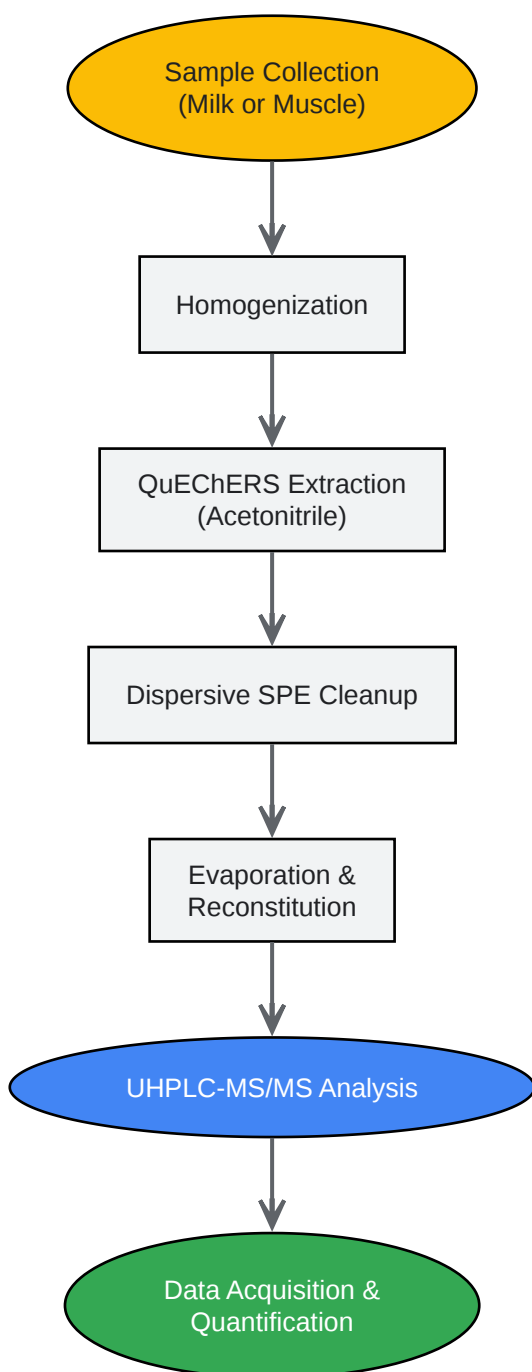 Sample Collection
(Milk or Muscle)
Homogenization
QuEChERS Extraction
(Acetonitrile)
Dispersive SPE Cleanup
Evaporation &
Reconstitution
UHPLC-MS/MS Analysis
Data Acquisition &
Quantification